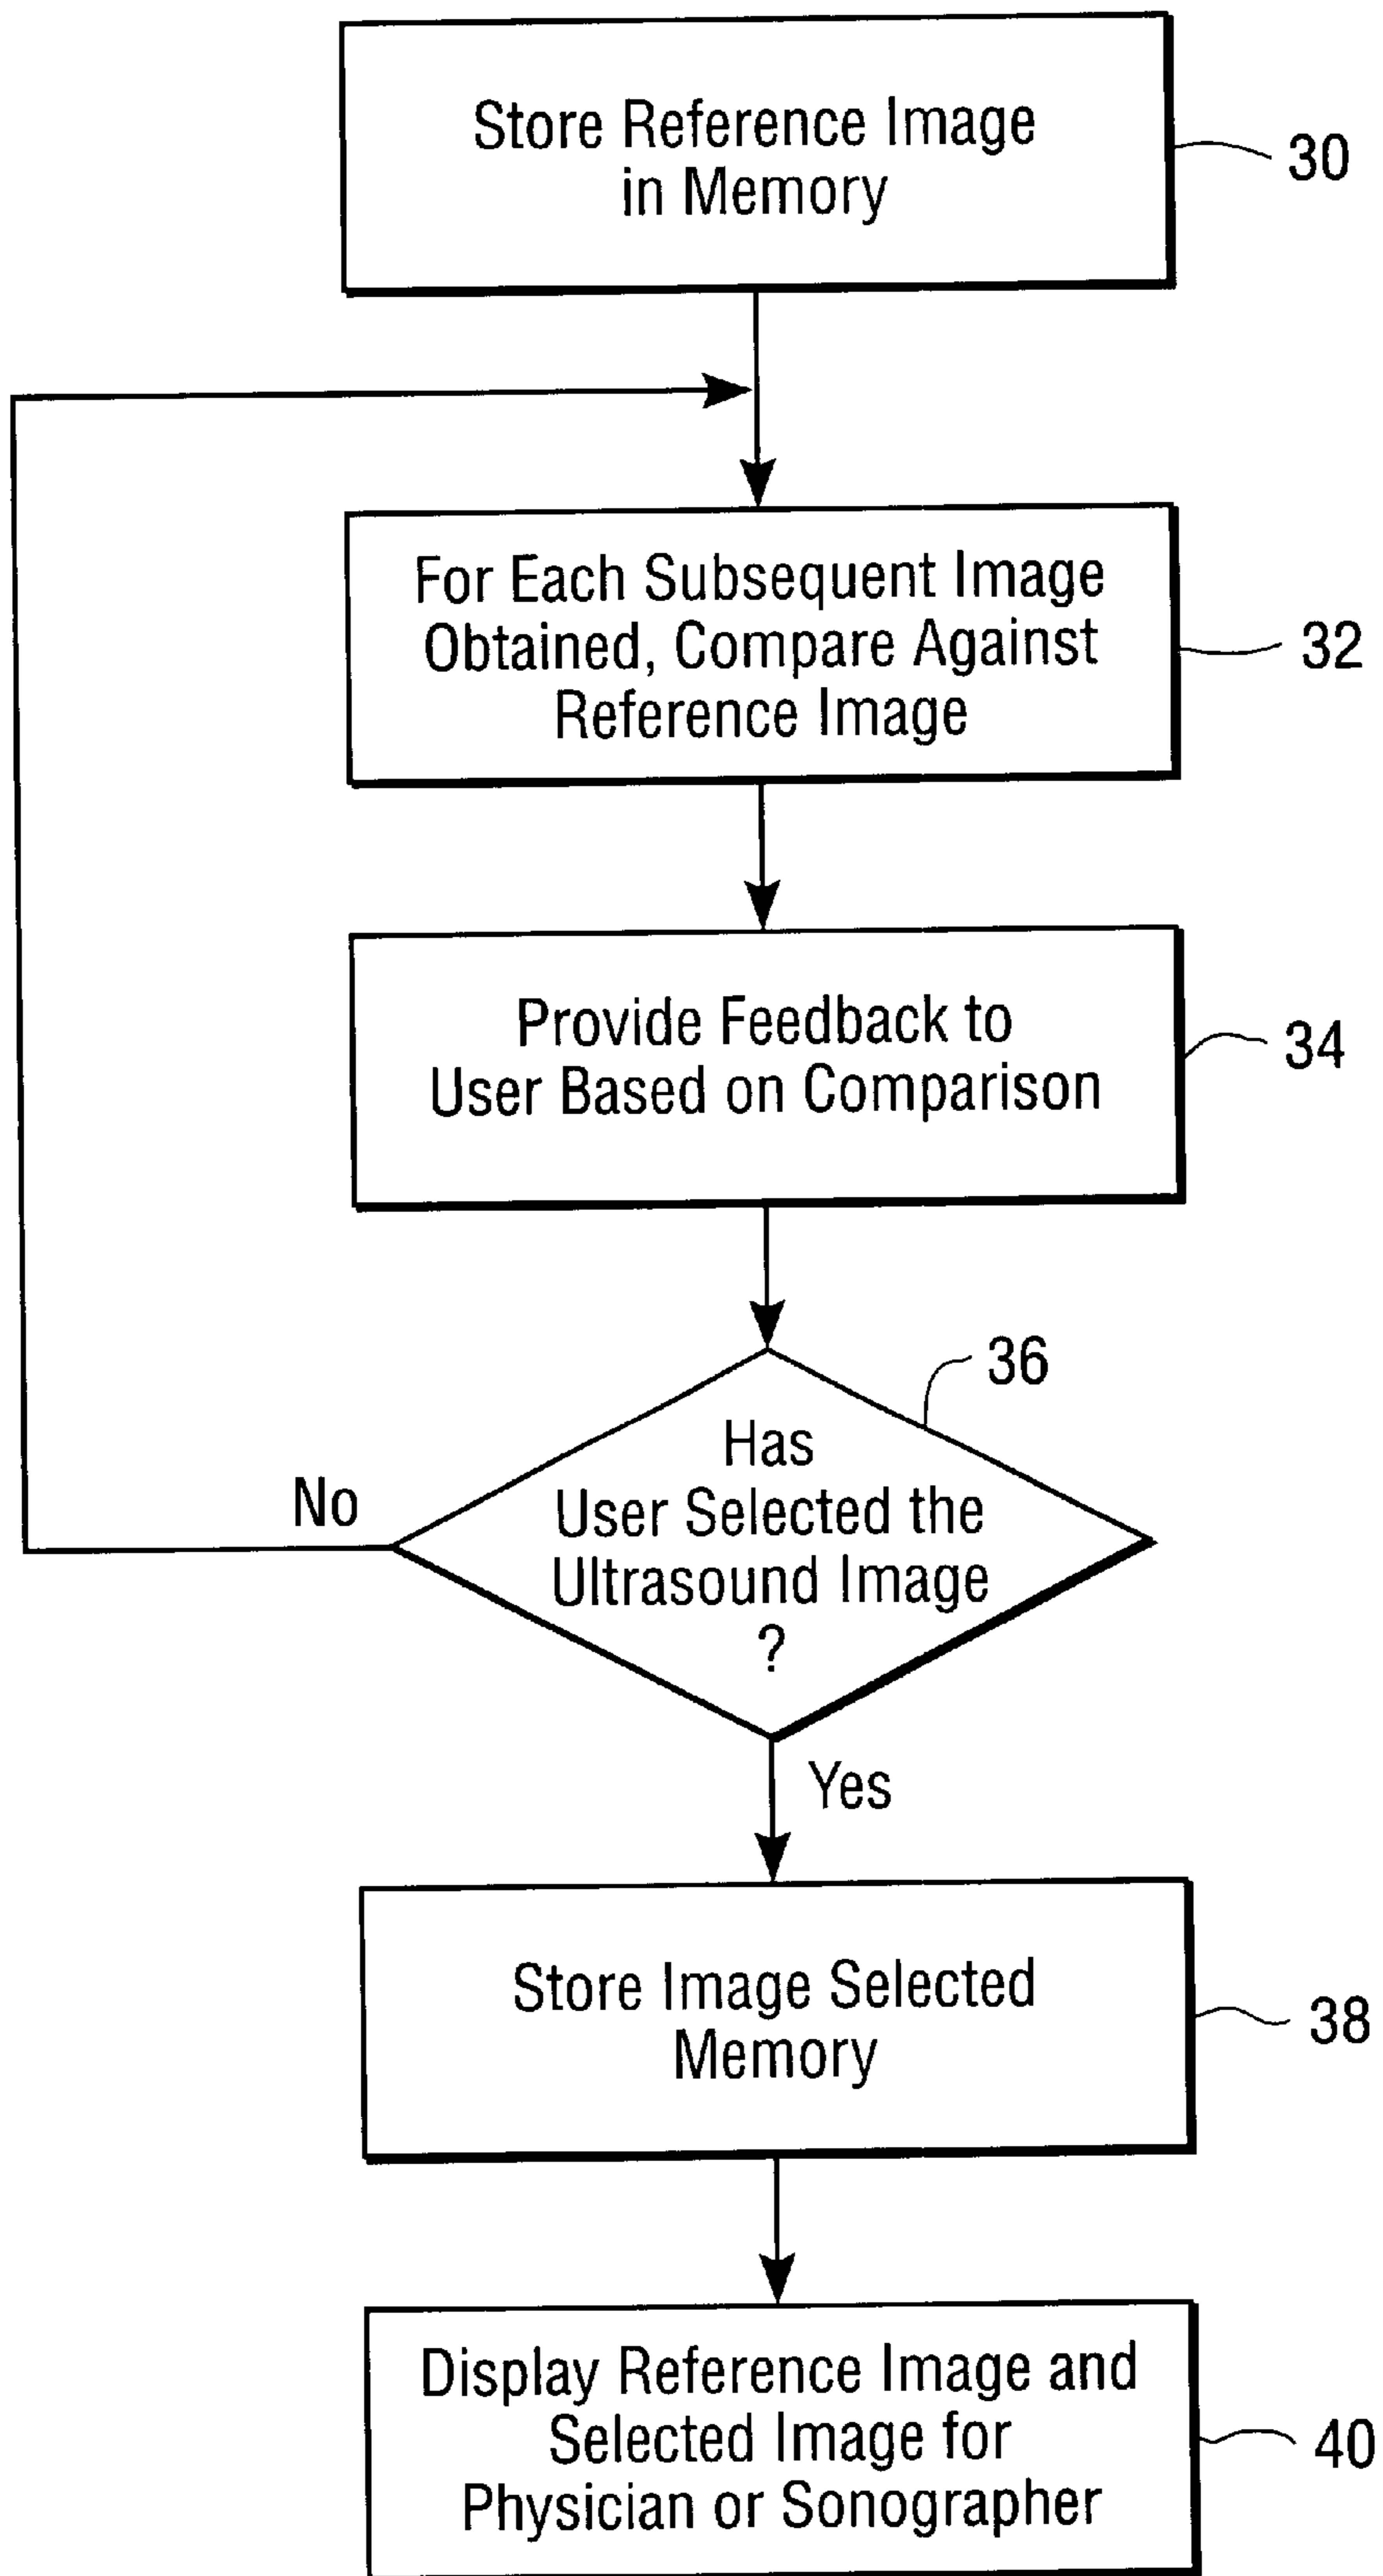 Store Reference Image
in Memory
30
For Each Subsequent Image
Obtained, Compare Against
Reference Image
32
Provide Feedback to
User Based on Comparison
34
36
Has
User Selected the
Ultrasound Image
?
No
Yes
Store Image Selected
Memory
38
Display Reference Image and
Selected Image for
Physician or Sonographer
40